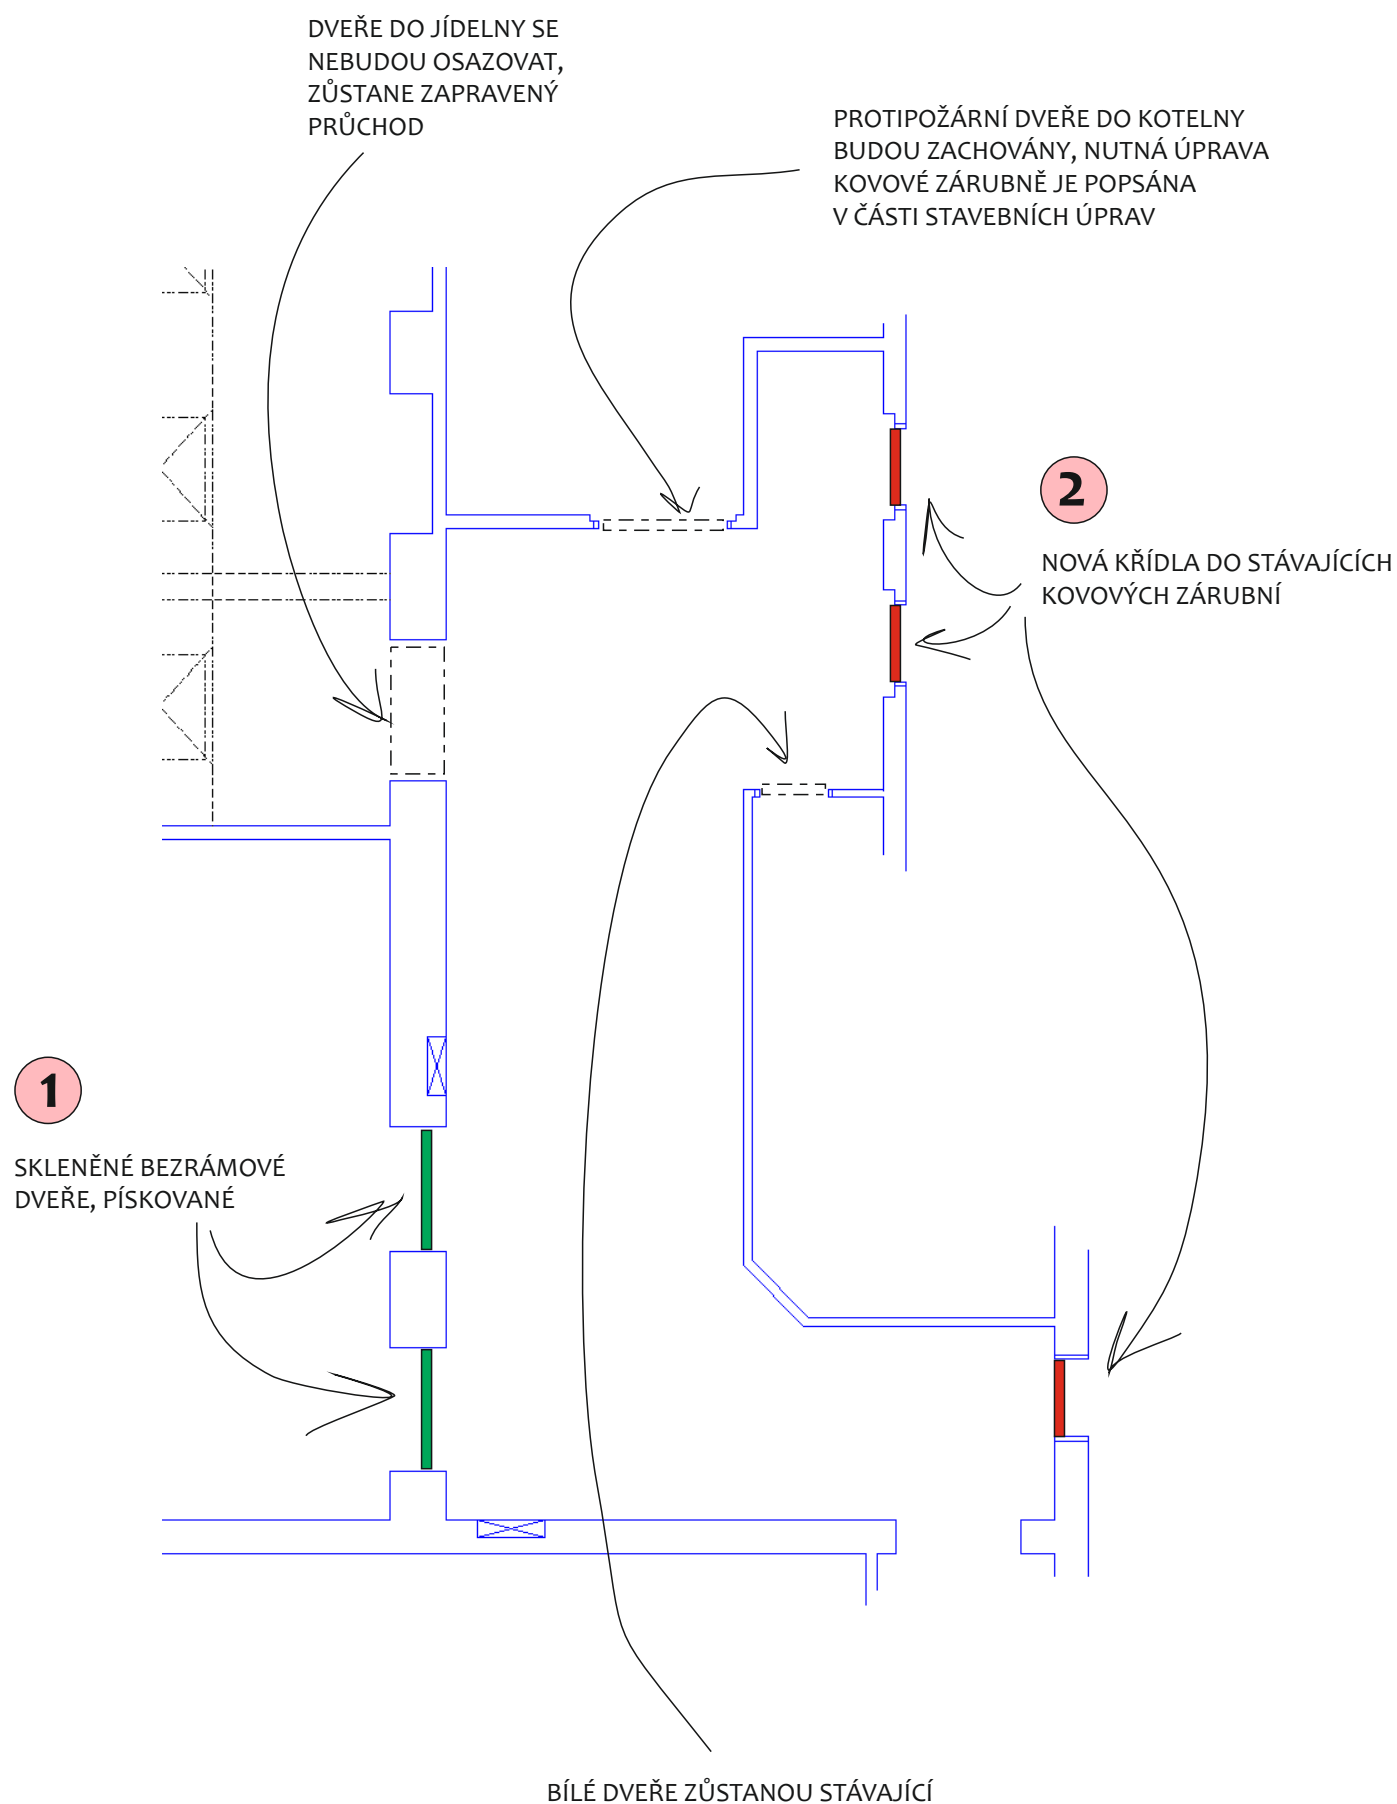 DVEŘE DO JÍDELNY SE
NEBUDOU OSAZOVAT,
ZŮSTANE ZAPRAVENÝ
PRŮCHOD
PROTIPOŽÁRNÍ DVEŘE DO KOTELNY
BUDOU ZACHOVÁNY, NUTNÁ ÚPRAVA
KOVOVÉ ZÁRUBNĚ JE POPSÁNA
V ČÁSTI STAVEBNÍCH ÚPRAV
2
NOVÁ KŘÍDLA DO STÁVAJÍCÍCH
KOVOVÝCH ZÁRUBNÍ
1
SKLENĚNÉ BEZRÁMOVÉ
DVEŘE, PÍSKOVANÉ
BÍLÉ DVEŘE ZŮSTANOU STÁVAJÍCÍ